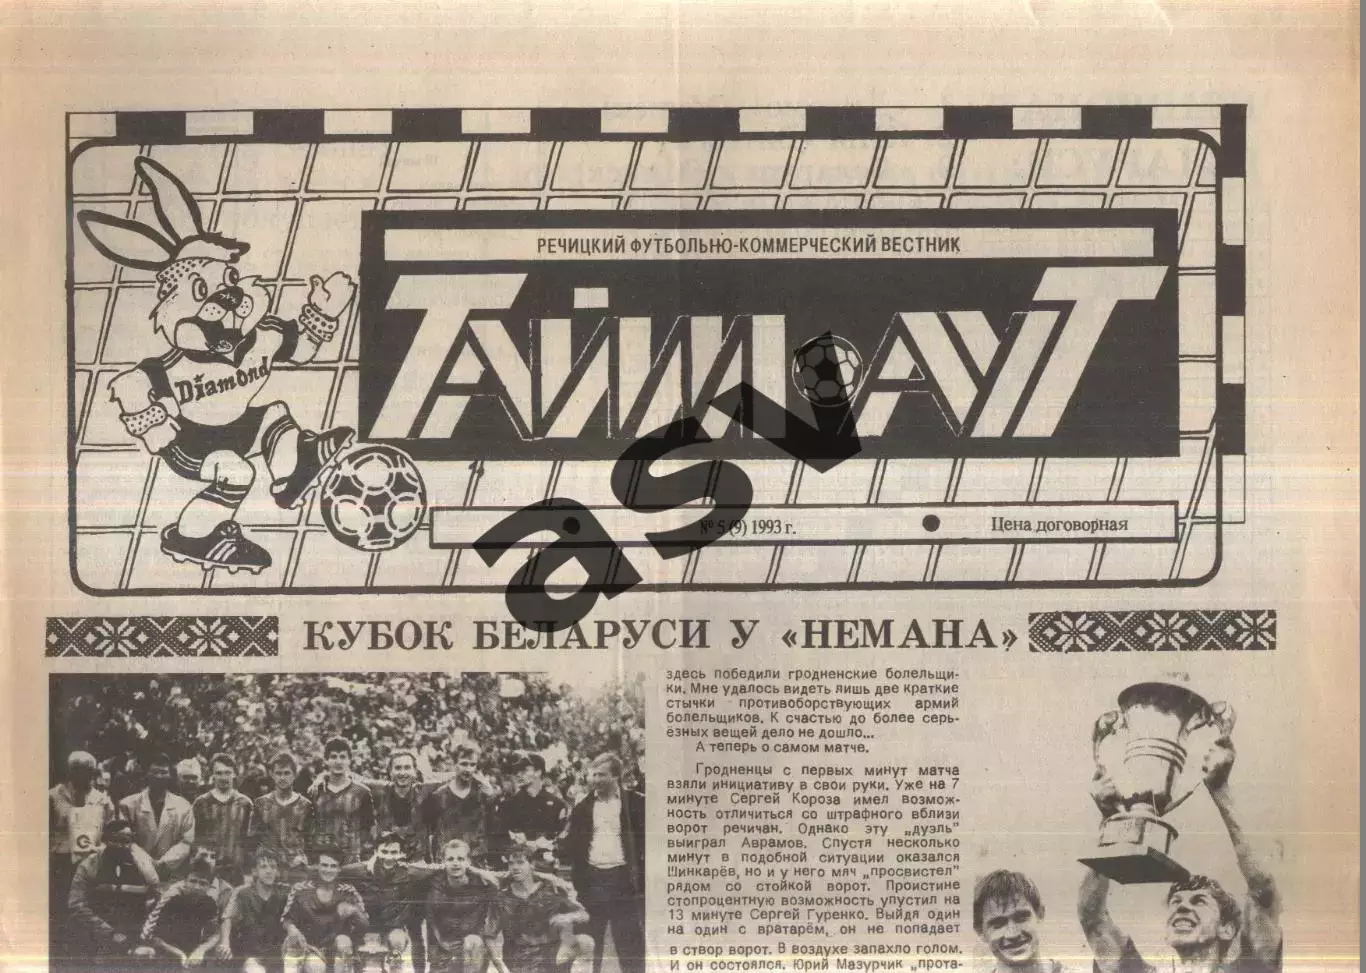 РЕЧИЦКИЙ ФУТБОЛЬНО-КОММЕРЧЕСКИЙ ВЕСТНИК
ТАЙМ-АУТ
Diamond
№ 5 (9) 1993 г.
Цена договорная
asv
КУБОК БЕЛАРУСИ У «НЕМАНА»
здесь победили гродненские болельщи-
ки. Мне удалось видеть лишь две краткие
стычки противоборствующих армий
болельщиков. К счастью до более серь-
ёзных вещей дело не дошло...
А теперь о самом матче.
Гродненцы с первых минут матча
взяли инициативу в свои руки. Уже на 7
минуте Сергей Короза имел возмож-
ность отличиться со штрафного вблизи
ворот речичан. Однако эту „дуэль"
выиграл Аврамов. Спустя несколько
минут в подобной ситуации оказался
Шинкарёв, но и у него мяч „просвистел"
рядом со стойкой ворот. Проистине
стопроцентную возможность упустил на
13 минуте Сергей Гуренко. Выйдя один
на один с вратарём, он не попадает
в створ ворот. В воздухе запахло голом.
И он состоялся. Юрий Мазурчик „прота-